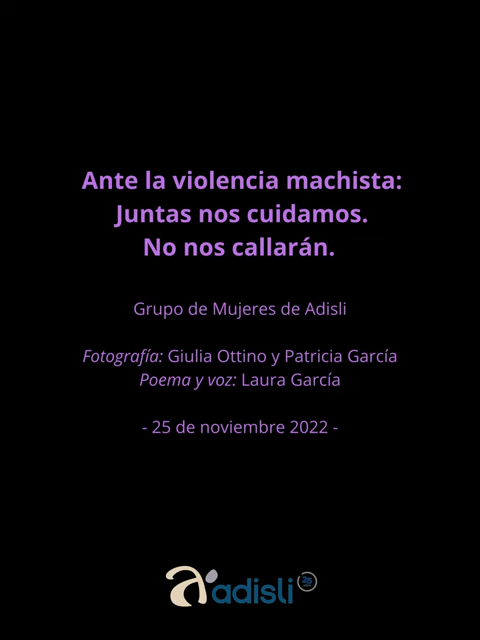 Ante la violencia machista:
Juntas nos cuidamos.
No nos callarán.
Grupo de Mujeres de Adisli
Fotografía: Giulia Ottino y Patricia García
Poema y voz: Laura García
- 25 de noviembre 2022 -
adisli